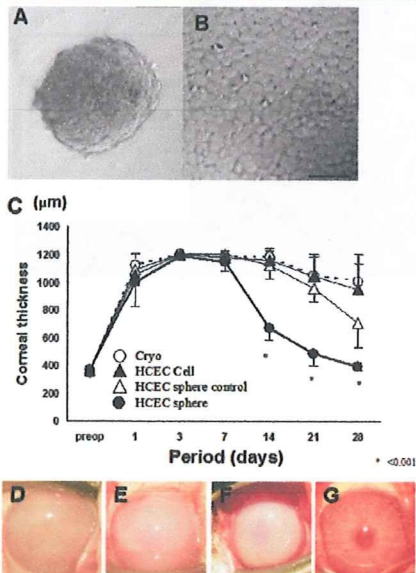 A B
C (μm)
Corneal thickness
1400
1200
1000
800
600
400
200
0
Cryo
HCEC Cell
HCEC sphere control
HCEC sphere
* * *
preop 1 3 7 14 21 28
Period (days)
* <0.001
D E F G